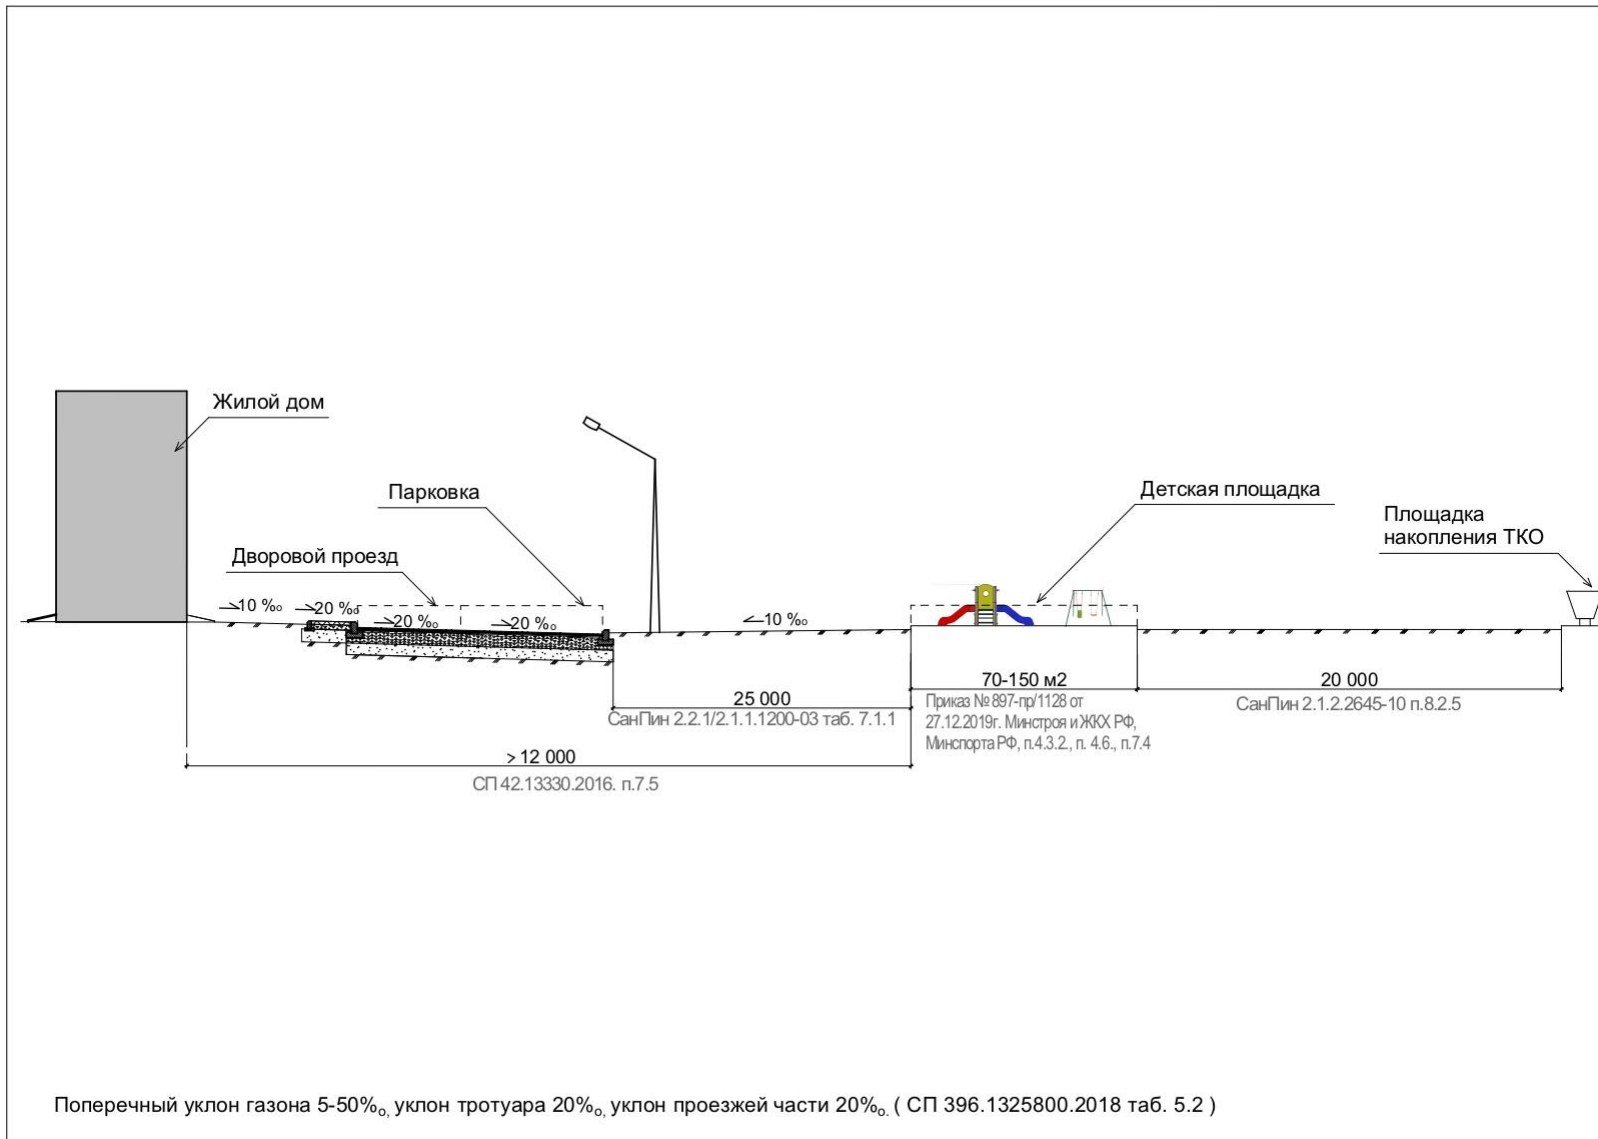 Жилой дом
Парковка
Детская площадка
Площадка
накопления ТКО
Дворовой проезд
10 ‰
20 ‰
20 ‰
20 ‰
10 ‰
70-150 м2
20 000
25 000
Приказ № 897-пр/1128 от
27.12.2019г. Минстроя и ЖКХ РФ,
Минспорта РФ, п.4.3.2., п. 4.6., п.7.4
СанПин 2.1.2.2645-10 п.8.2.5
СанПин 2.2.1/2.1.1.1200-03 таб. 7.1.1
> 12 000
СП 42.13330.2016. п.7.5
Поперечный уклон газона 5-50‰, уклон тротуара 20‰, уклон проезжей части 20‰. ( СП 396.1325800.2018 таб. 5.2 )